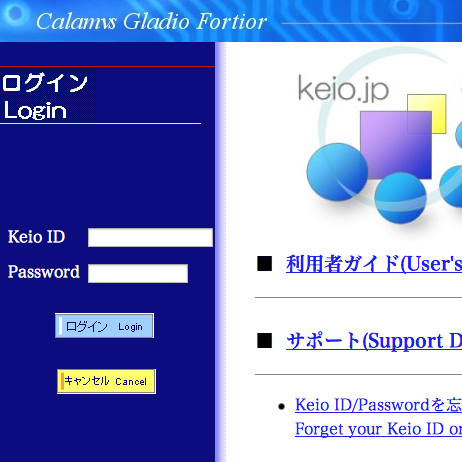 Calamvs Gladio Fortior
ログイン
Login
keio.jp
Keio ID
Password
ログイン Login
キャンセル Cancel
■ 利用者ガイド(User's
■ サポート(Support D
• Keio ID/Passwordを忘
Forget your Keio ID or